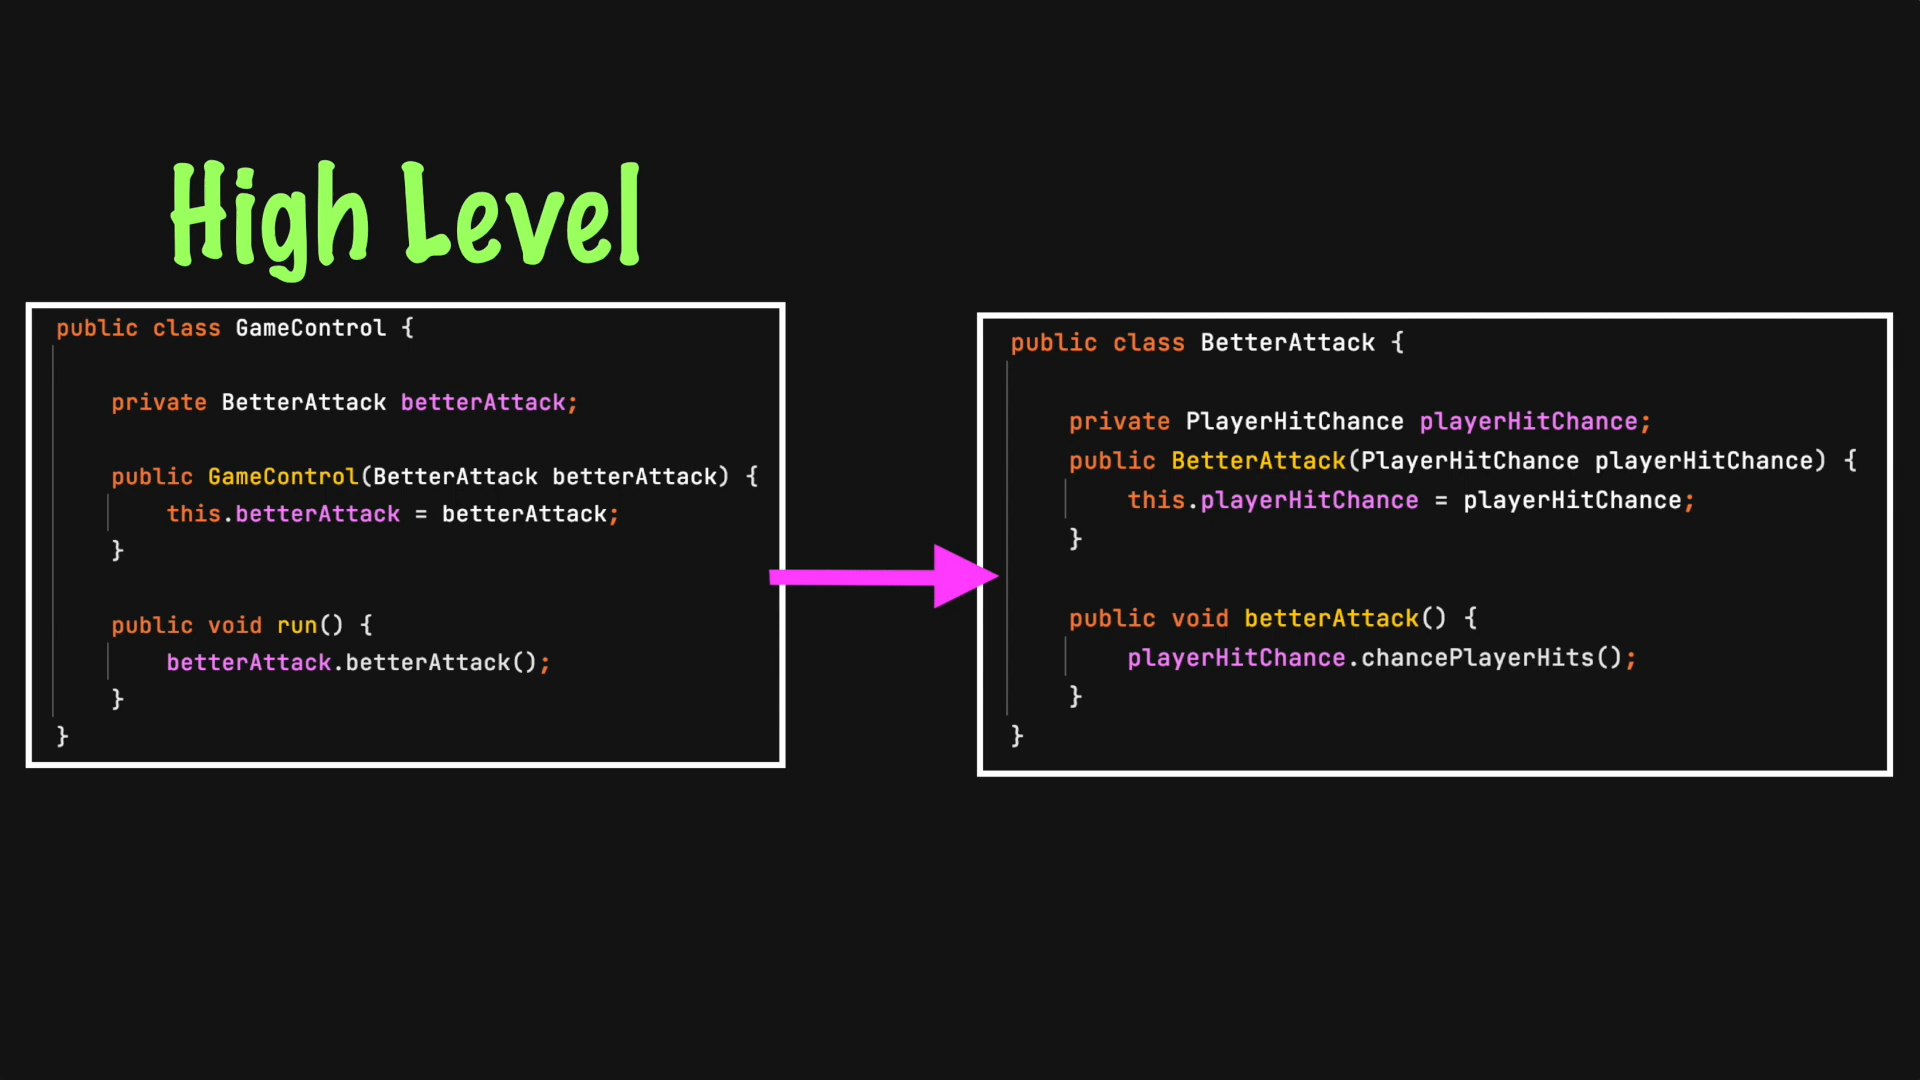 High Level
public class GameControl {
private BetterAttack betterAttack;
public GameControl(BetterAttack betterAttack) {
this.betterAttack = betterAttack;
}
public void run() {
betterAttack.betterAttack();
}
}
public class BetterAttack {
private PlayerHitChance playerHitChance;
public BetterAttack(PlayerHitChance playerHitChance) {
this.playerHitChance = playerHitChance;
}
public void betterAttack() {
playerHitChance.chancePlayerHits();
}
}